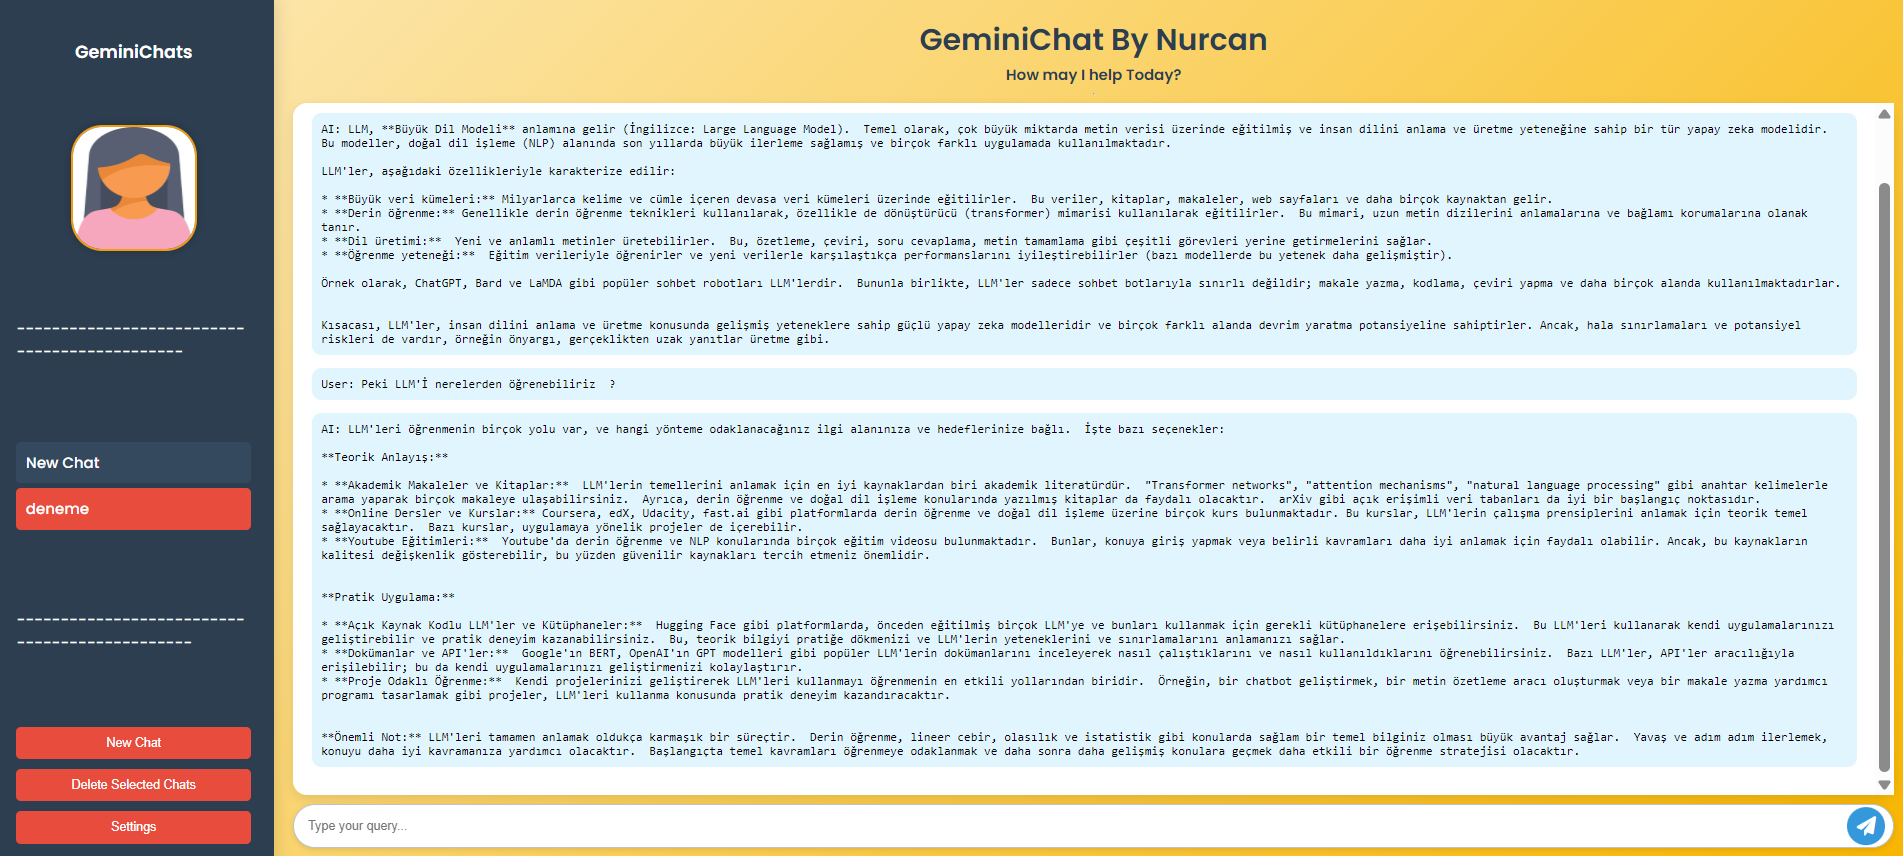 GeminiChats
--------------------------
-------------------
New Chat
deneme
--------------------------
--------------------
New Chat
Delete Selected Chats
Settings
GeminiChat By Nurcan
How may I help Today?
AI: LLM, **Büyük Dil Modeli** anlamına gelir (İngilizce: Large Language Model).  Temel olarak, çok büyük miktarda metin verisi üzerinde eğitilmiş ve insan dilini anlama ve üretme yeteneğine sahip bir tür yapay zeka modelidir.
Bu modeller, doğal dil işleme (NLP) alanında son yıllarda büyük ilerleme sağlamış ve birçok farklı uygulamada kullanılmaktadır.
LLM'ler, aşağıdaki özellikleriyle karakterize edilir:
* **Büyük veri kümeleri:** Milyarlarca kelime ve cümle içeren devasa veri kümeleri üzerinde eğitilirler.  Bu veriler, kitaplar, makaleler, web sayfaları ve daha birçok kaynaktan gelir.
* **Derin öğrenme:** Genellikle derin öğrenme teknikleri kullanılarak, özellikle de dönüştürücü (transformer) mimarisi kullanılarak eğitilirler.  Bu mimari, uzun metin dizilerini anlamalarına ve bağlamı korumalarına olanak
tanır.
* **Dil üretimi:**  Yeni ve anlamlı metinler üretebilirler.  Bu, özetleme, çeviri, soru cevaplama, metin tamamlama gibi çeşitli görevleri yerine getirmelerini sağlar.
* **Öğrenme yeteneği:**  Eğitim verileriyle öğrenirler ve yeni verilerle karşılaştıkça performanslarını iyileştirebilirler (bazı modellerde bu yetenek daha gelişmiştir).
Örnek olarak, ChatGPT, Bard ve LaMDA gibi popüler sohbet robotları LLM'lerdir.  Bununla birlikte, LLM'ler sadece sohbet botlarıyla sınırlı değildir; makale yazma, kodlama, çeviri yapma ve daha birçok alanda kullanılmaktadırlar.
Kısacası, LLM'ler, insan dilini anlama ve üretme konusunda gelişmiş yeteneklere sahip güçlü yapay zeka modelleridir ve birçok farklı alanda devrim yaratma potansiyeline sahiptirler. Ancak, hala sınırlamaları ve potansiyel
riskleri de vardır, örneğin önyargı, gerçeklikten uzak yanıtlar üretme gibi.
User: Peki LLM'İ nerelerden öğrenebiliriz  ?
AI: LLM'leri öğrenmenin birçok yolu var, ve hangi yönteme odaklanacağınız ilgi alanınıza ve hedeflerinize bağlı.  İşte bazı seçenekler:
**Teorik Anlayış:**
* **Akademik Makaleler ve Kitaplar:**  LLM'lerin temellerini anlamak için en iyi kaynaklardan biri akademik literatürdür.  "Transformer networks", "attention mechanisms", "natural language processing" gibi anahtar kelimelerle
arama yaparak birçok makaleye ulaşabilirsiniz.  Ayrıca, derin öğrenme ve doğal dil işleme konularında yazılmış kitaplar da faydalı olacaktır.  arXiv gibi açık erişimli veri tabanları da iyi bir başlangıç noktasıdır.
* **Online Dersler ve Kurslar:** Coursera, edX, Udacity, fast.ai gibi platformlarda derin öğrenme ve doğal dil işleme üzerine birçok kurs bulunmaktadır. Bu kurslar, LLM'lerin çalışma prensiplerini anlamak için teorik temel
sağlayacaktır.  Bazı kurslar, uygulamaya yönelik projeler de içerebilir.
* **Youtube Eğitimleri:**  Youtube'da derin öğrenme ve NLP konularında birçok eğitim videosu bulunmaktadır.  Bunlar, konuya giriş yapmak veya belirli kavramları daha iyi anlamak için faydalı olabilir. Ancak, bu kaynakların
kalitesi değişkenlik gösterebilir, bu yüzden güvenilir kaynakları tercih etmeniz önemlidir.
**Pratik Uygulama:**
* **Açık Kaynak Kodlu LLM'ler ve Kütüphaneler:**  Hugging Face gibi platformlarda, önceden eğitilmiş birçok LLM'ye ve bunları kullanmak için gerekli kütüphanelere erişebilirsiniz.  Bu LLM'leri kullanarak kendi uygulamalarınızı
geliştirebilir ve pratik deneyim kazanabilirsiniz.  Bu, teorik bilgiyi pratiğe dökmenizi ve LLM'lerin yeteneklerini ve sınırlamalarını anlamanızı sağlar.
* **Dokümanlar ve API'ler:**  Google'ın BERT, OpenAI'ın GPT modelleri gibi popüler LLM'lerin dokümanlarını inceleyerek nasıl çalıştıklarını ve nasıl kullanıldıklarını öğrenebilirsiniz.  Bazı LLM'ler, API'ler aracılığıyla
erişilebilir; bu da kendi uygulamalarınızı geliştirmenizi kolaylaştırır.
* **Proje Odaklı Öğrenme:**  Kendi projelerinizi geliştirerek LLM'leri kullanmayı öğrenmenin en etkili yollarından biridir.  Örneğin, bir chatbot geliştirmek, bir metin özetleme aracı oluşturmak veya bir makale yazma yardımcı
programı tasarlamak gibi projeler, LLM'leri kullanma konusunda pratik deneyim kazandıracaktır.
**Önemli Not:** LLM'leri tamamen anlamak oldukça karmaşık bir süreçtir.  Derin öğrenme, lineer cebir, olasılık ve istatistik gibi konularda sağlam bir temel bilginiz olması büyük avantaj sağlar.  Yavaş ve adım adım ilerlemek,
konuyu daha iyi kavramanıza yardımcı olacaktır.  Başlangıçta temel kavramları öğrenmeye odaklanmak ve daha sonra daha gelişmiş konulara geçmek daha etkili bir öğrenme stratejisi olacaktır.
Type your query...